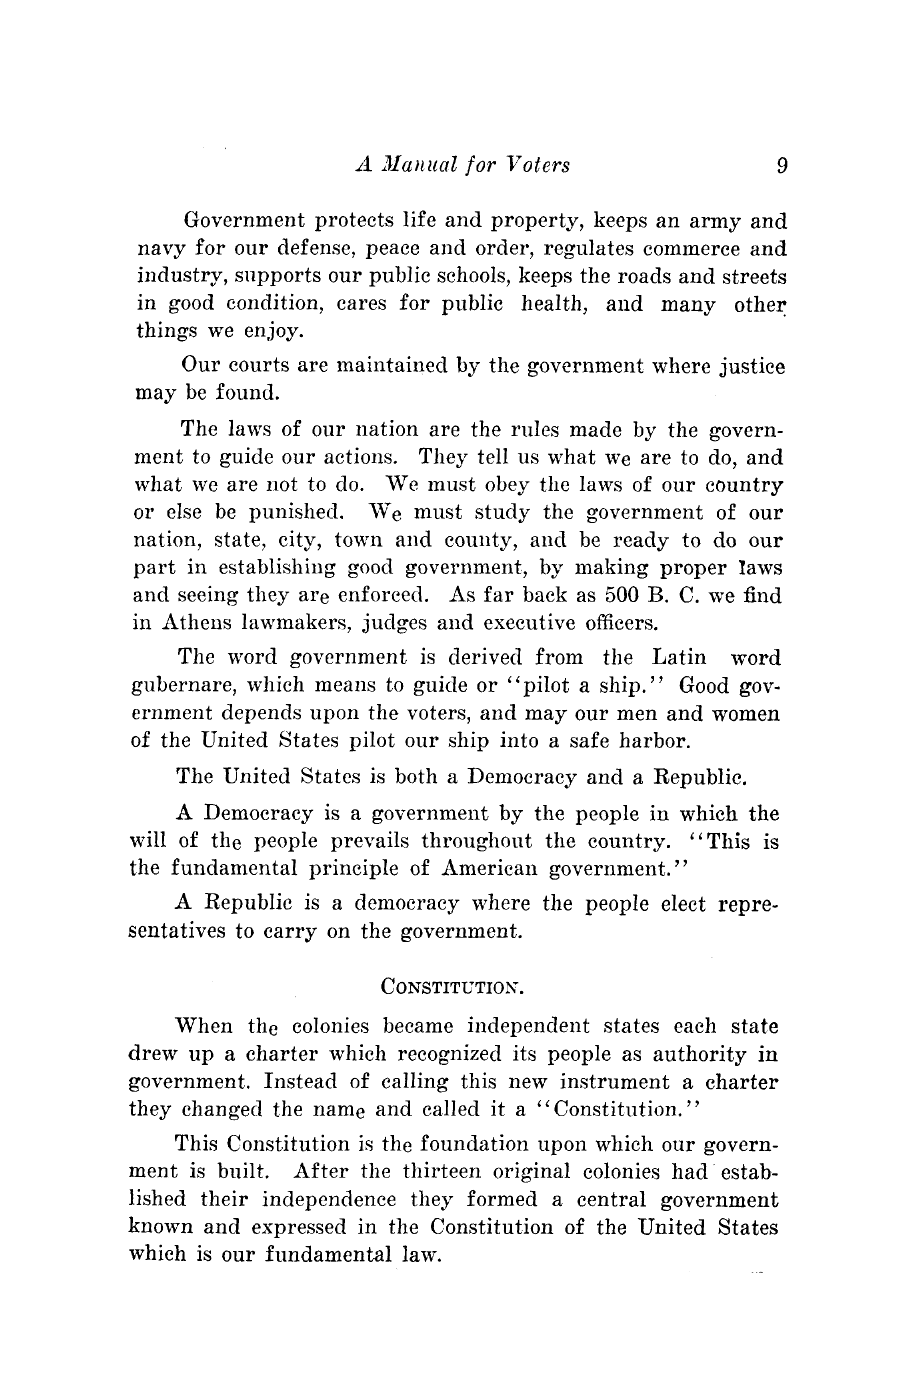 A Manual for Voters 9
Government protects life and property, keeps an army and
navy for our defense, peace and order, regulates commerce and
industry, supports our public schools, keeps the roads and streets
in good condition, cares for public health, and many other
things we enjoy.
Our courts are maintained by the government where justice
may be found.
The laws of our nation are the rules made by the govern-
ment to guide our actions. They tell us what we are to do, and
what we are not to do. We must obey the laws of our country
or else be punished. We must study the government of our
nation, state, city, town and county, and be ready to do our
part in establishing good government, by making proper laws
and seeing they are enforced. As far back as 500 B. C. we find
in Athens lawmakers, judges and executive officers.
The word government is derived from the Latin word
gubernare, which means to guide or ‘‘pilot a ship.’’ Good gov-
ernment depends upon the voters, and may our men and women
of the United States pilot our ship into a safe harbor.
The United States is both a Democracy and a Republic.
A Democracy is a government by the people in which the
will of the people prevails throughout the country. ‘‘This is
the fundamental principle of American government.’’
A Republic is a democracy where the people elect repre-
sentatives to carry on the government.
CONSTITUTION.
When the colonies became independent states each state
drew up a charter which recognized its people as authority in
government. Instead of calling this new instrument a charter
they changed the name and called it a ‘‘Constitution.’’
This Constitution is the foundation upon which our govern-
ment is built. After the thirteen original colonies had estab-
lished their independence they formed a central government
known and expressed in the Constitution of the United States
which is our fundamental law.